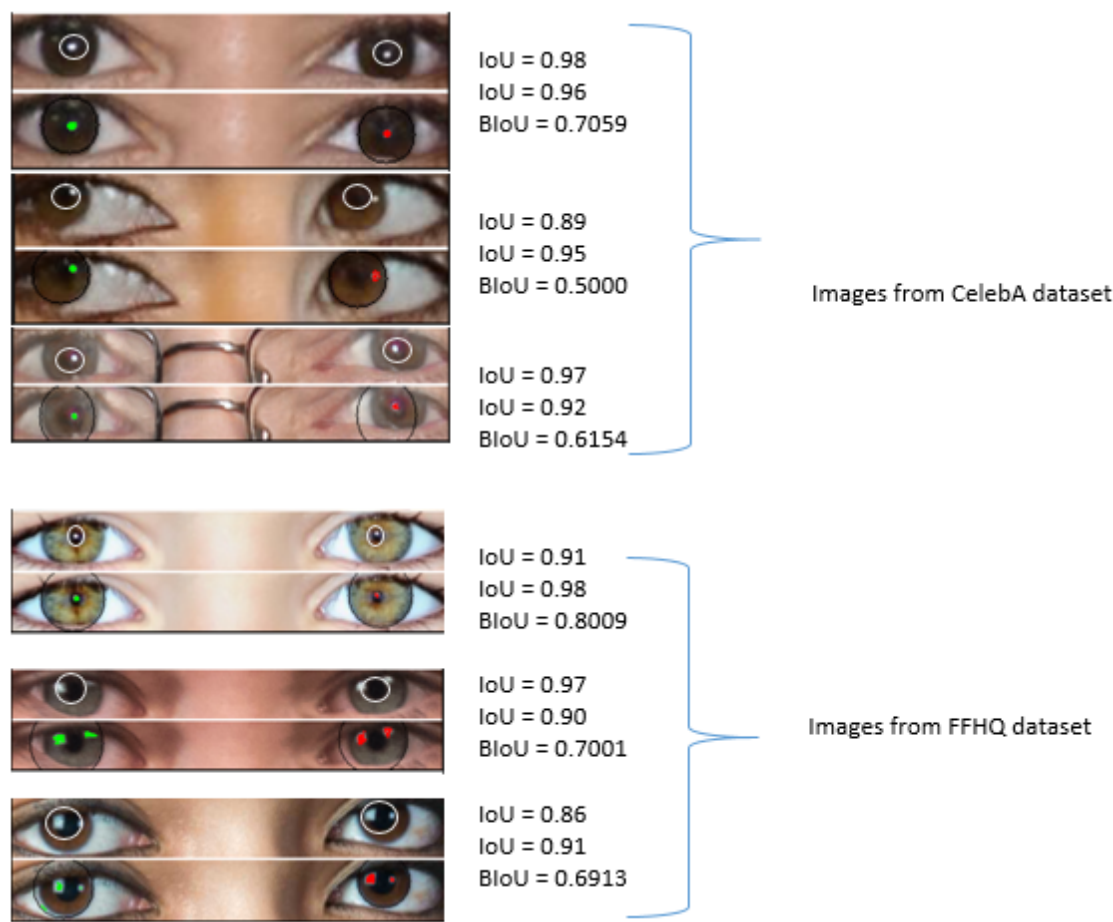 IoU = 0.98
IoU = 0.96
BIoU = 0.7059
IoU = 0.89
IoU = 0.95
BIoU = 0.5000
Images from CelebA dataset
IoU = 0.97
IoU = 0.92
BIoU = 0.6154
IoU = 0.91
IoU = 0.98
BIoU = 0.8009
IoU = 0.97
IoU = 0.90
BIoU = 0.7001
Images from FFHQ dataset
IoU = 0.86
IoU = 0.91
BIoU = 0.6913